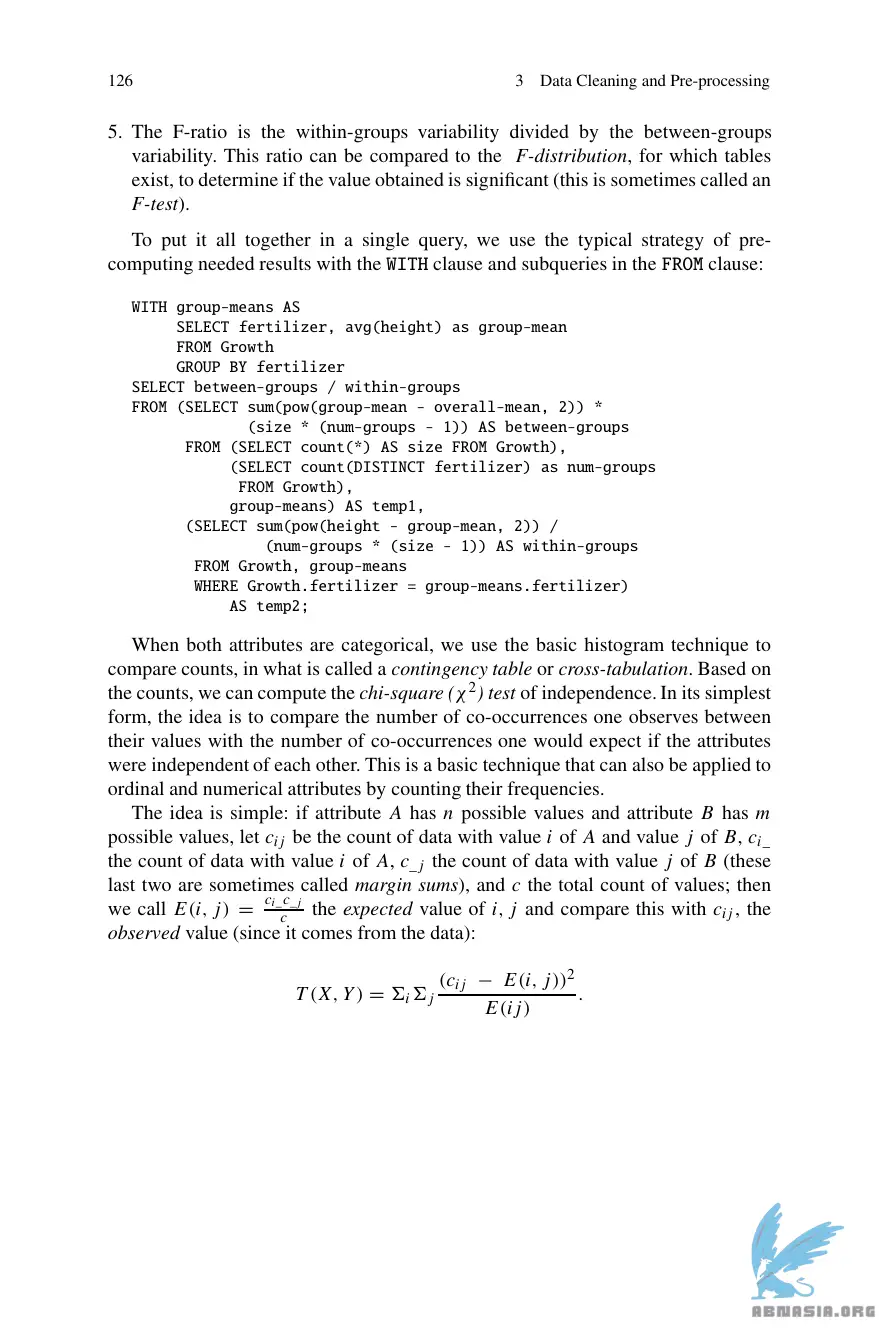 126
3 Data Cleaning and Pre-processing
5. The F-ratio is the within-groups variability divided by the between-groups
variability. This ratio can be compared to the F-distribution, for which tables
exist, to determine if the value obtained is significant (this is sometimes called an
F-test).
To put it all together in a single query, we use the typical strategy of pre-
computing needed results with the WITH clause and subqueries in the FROM clause:
WITH group-means AS
SELECT fertilizer, avg(height) as group-mean
FROM Growth
GROUP BY fertilizer
SELECT between-groups / within-groups
FROM (SELECT sum(pow(group-mean - overall-mean, 2)) *
(size * (num-groups - 1)) AS between-groups
FROM (SELECT count(*) AS size FROM Growth),
(SELECT count(DISTINCT fertilizer) as num-groups
FROM Growth),
group-means) AS temp1,
(SELECT sum(pow(height - group-mean, 2)) /
(num-groups * (size - 1)) AS within-groups
FROM Growth, group-means
WHERE Growth.fertilizer = group-means.fertilizer)
AS temp2;
When both attributes are categorical, we use the basic histogram technique to
compare counts, in what is called a contingency table or cross-tabulation. Based on
the counts, we can compute the chi-square (χ²) test of independence. In its simplest
form, the idea is to compare the number of co-occurrences one observes between
their values with the number of co-occurrences one would expect if the attributes
were independent of each other. This is a basic technique that can also be applied to
ordinal and numerical attributes by counting their frequencies.
The idea is simple: if attribute A has n possible values and attribute B has m
possible values, let c_{ij} be the count of data with value i of A and value j of B, c_{i_}
the count of data with value i of A, c_{_j} the count of data with value j of B (these
last two are sometimes called margin sums), and c the total count of values; then
we call E(i, j) = \frac{c_{i_}c_{_j}}{c} the expected value of i, j and compare this with c_{ij}, the
observed value (since it comes from the data):
T(X, Y) = Σ_i Σ_j \frac{(c_{ij} − E(i, j))²}{E(ij)}.
ABNASIA.ORG